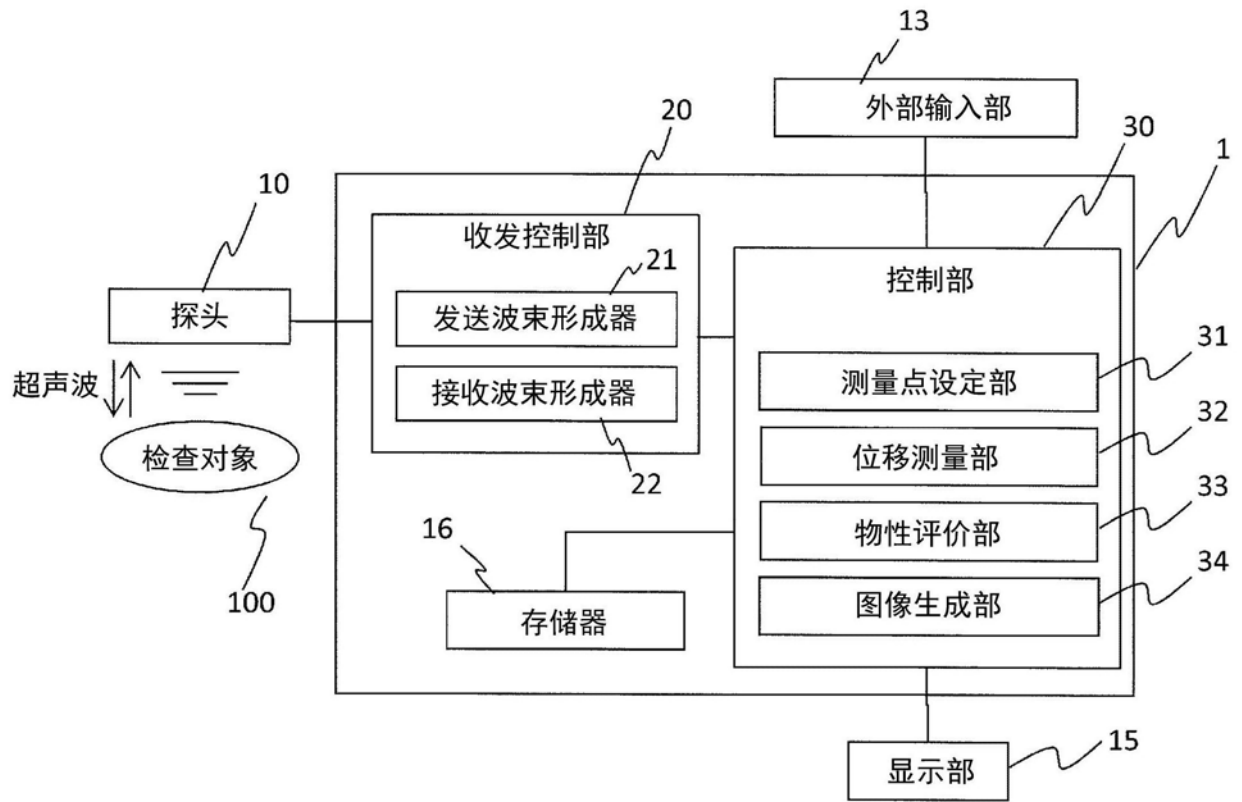 13
外部输入部
20
30
1
10
收发控制部
21
控制部
探头
发送波束形成器
31
超声波
测量点设定部
接收波束形成器
32
检查对象
位移测量部
22
33
16
物性评价部
34
100
存储器
图像生成部
15
显示部